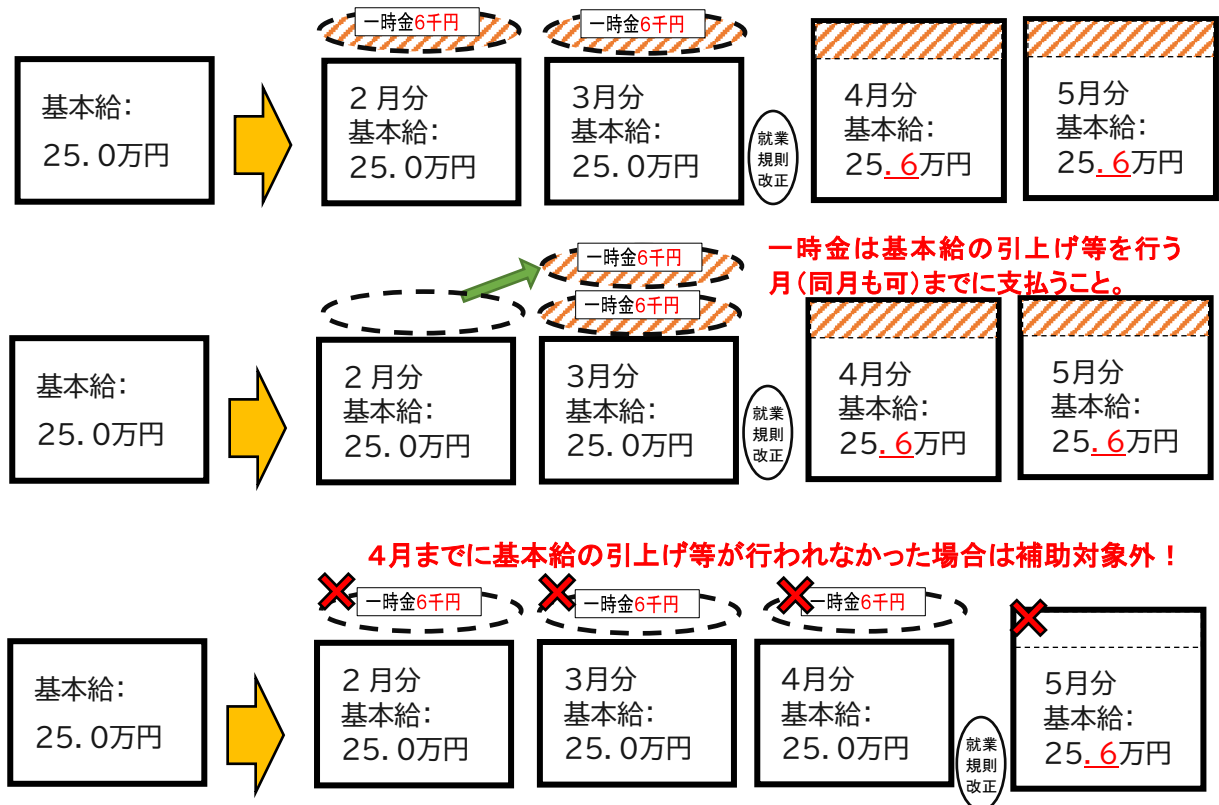 一時金6千円
一時金6千円
基本給:
25.0万円
2月分
基本給:
25.0万円
3月分
基本給:
25.0万円
就業
規則
改正
4月分
基本給:
25.6万円
5月分
基本給:
25.6万円
一時金は基本給の引上げ等を行う
月(同月も可)までに支払うこと。
一時金6千円
一時金6千円
基本給:
25.0万円
2月分
基本給:
25.0万円
3月分
基本給:
25.0万円
就業
規則
改正
4月分
基本給:
25.6万円
5月分
基本給:
25.6万円
4月までに基本給の引上げ等が行われなかった場合は補助対象外!
一時金6千円
一時金6千円
一時金6千円
基本給:
25.0万円
2月分
基本給:
25.0万円
3月分
基本給:
25.0万円
4月分
基本給:
25.0万円
就業
規則
改正
5月分
基本給:
25.6万円